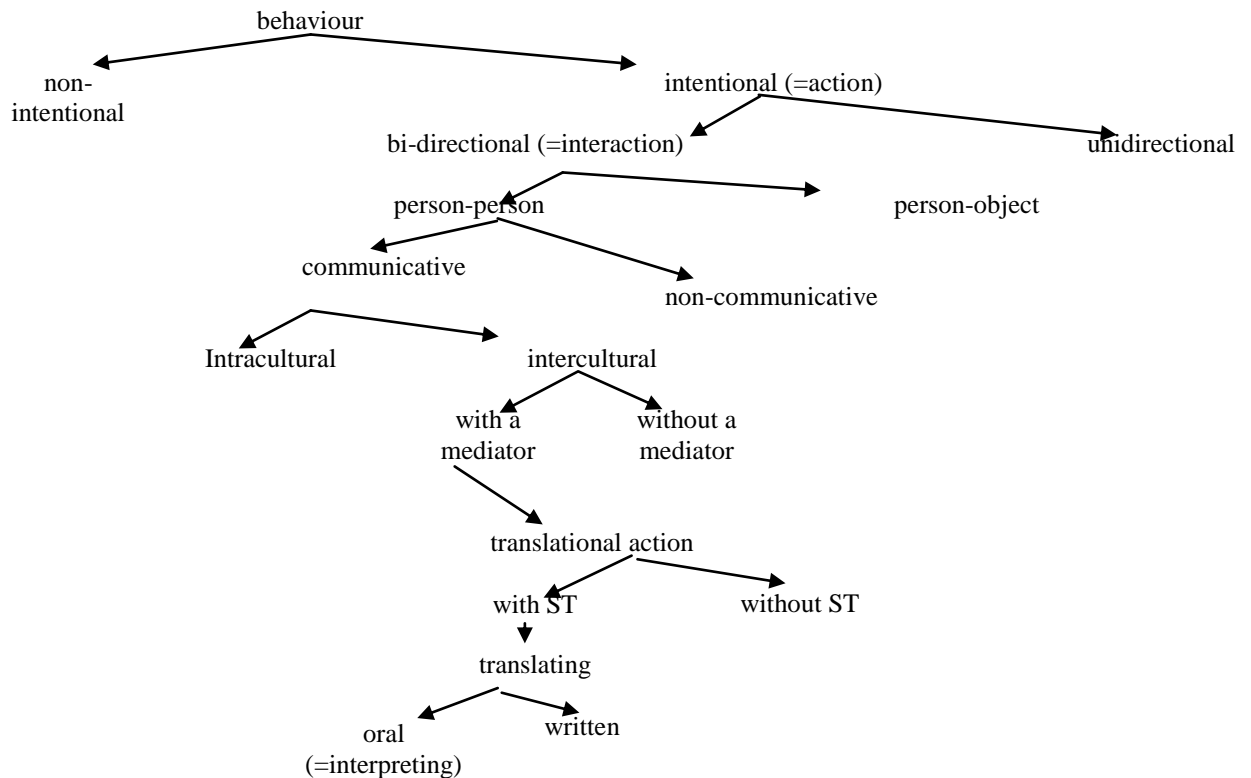 behaviour
non-
intentional
intentional (=action)
bi-directional (=interaction)
unidirectional
person-person
person-object
communicative
non-communicative
Intracultural
intercultural
with a
mediator
without a
mediator
translational action
with ST
without ST
translating
oral
(=interpreting)
written